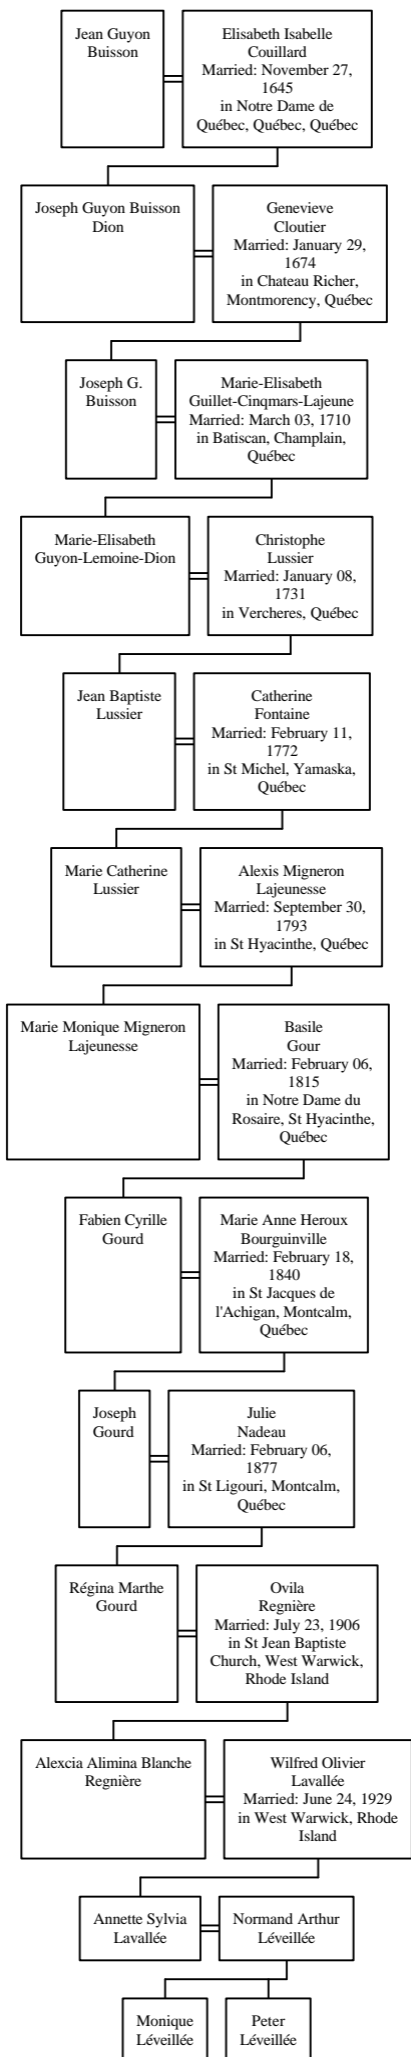 Jean Guyon
Buisson
Elisabeth Isabelle
Couillard
Married: November 27,
1645
in Notre Dame de
Québec, Québec, Québec
Joseph Guyon Buisson
Dion
Genevieve
Cloutier
Married: January 29,
1674
in Chateau Richer,
Montmorency, Québec
Joseph G.
Buisson
Marie-Elisabeth
Guillet-Cinqmars-Lajeune
Married: March 03, 1710
in Batiscan, Champlain,
Québec
Marie-Elisabeth
Guyon-Lemoine-Dion
Christophe
Lussier
Married: January 08,
1731
in Vercheres, Québec
Jean Baptiste
Lussier
Catherine
Fontaine
Married: February 11,
1772
in St Michel, Yamaska,
Québec
Marie Catherine
Lussier
Alexis Migneron
Lajeunesse
Married: September 30,
1793
in St Hyacinthe, Québec
Marie Monique Migneron
Lajeunesse
Basile
Gour
Married: February 06,
1815
in Notre Dame du
Rosaire, St Hyacinthe,
Québec
Fabien Cyrille
Gourd
Marie Anne Heroux
Bourguinville
Married: February 18,
1840
in St Jacques de
l'Achigan, Montcalm,
Québec
Joseph
Gourd
Julie
Nadeau
Married: February 06,
1877
in St Ligouri, Montcalm,
Québec
Régina Marthe
Gourd
Ovila
Regnière
Married: July 23, 1906
in St Jean Baptiste
Church, West Warwick,
Rhode Island
Alexcia Alimina Blanche
Regnière
Wilfred Olivier
Lavallée
Married: June 24, 1929
in West Warwick, Rhode
Island
Annette Sylvia
Lavallée
Normand Arthur
Léveillée
Monique
Léveillée
Peter
Léveillée